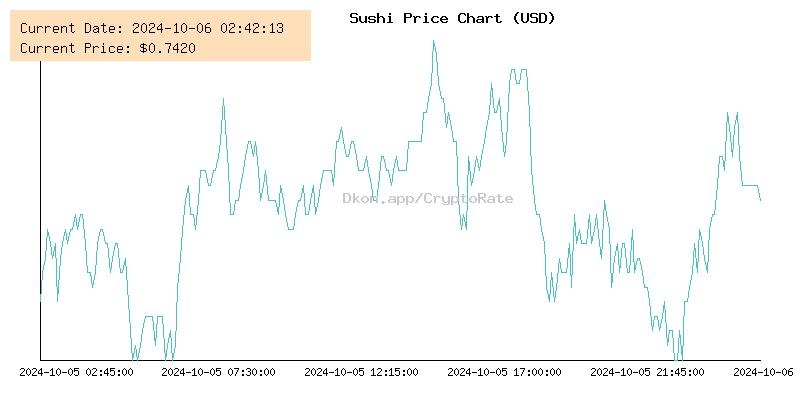 Sushi Price Chart (USD)
Current Date: 2024-10-06 02:42:13
Current Price: $0.7420
Dkon.app/CryptoRate
2024-10-05 02:45:00 2024-10-05 07:30:00 2024-10-05 12:15:00 2024-10-05 17:00:00 2024-10-05 21:45:00 2024-10-06